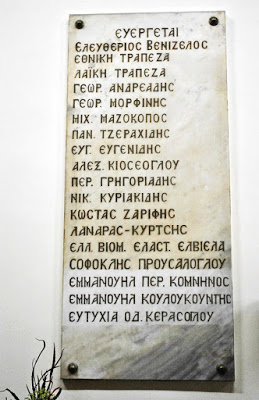 ΕΥΕΡΓΕΤΑΙ
ΕΛΕΥΘΕΡΙΟΣ ΒΕΝΙΖΕΛΟΣ
ΕΘΝΙΚΗ ΤΡΑΠΕΖΑ
ΛΑΪΚΗ ΤΡΑΠΕΖΑ
ΓΕΩΡ. ΑΝΔΡΕΑΔΗΣ
ΓΕΩΡ. ΜΟΡΦΙΝΗΣ
ΜΙΧ. ΜΑΖΟΚΟΠΟΣ
ΠΑΝ. ΤΖΕΡΑΧΙΔΗΣ
ΕΥΓ. ΕΥΓΕΝΙΔΗΣ
ΑΛΕΞ. ΚΙΟΣΕΟΓΛΟΥ
ΠΕΡ. ΓΡΗΓΟΡΙΑΔΗΣ
ΝΙΚ. ΚΥΡΙΑΚΙΔΗΣ
ΚΩΣΤΑΣ ΖΑΡΙΦΗΣ
ΛΑΝΑΡΑΣ-ΚΥΡΤΣΗΣ
ΕΛΛ. ΒΙΟΜ. ΕΛΑΣΤ. ΕΛΒΙΕΛΑ
ΣΟΦΟΚΛΗΣ ΠΡΟΥΣΑΛΟΓΛΟΥ
ΕΜΜΑΝΟΥΗΛ ΠΕΡ. ΚΟΜΝΗΝΟΣ
ΕΜΜΑΝΟΥΗΛ ΚΟΥΛΟΥΚΟΥΝΤΗΣ
ΕΥΤΥΧΙΑ ΟΔ. ΚΕΡΑΣΟΓΛΟΥ